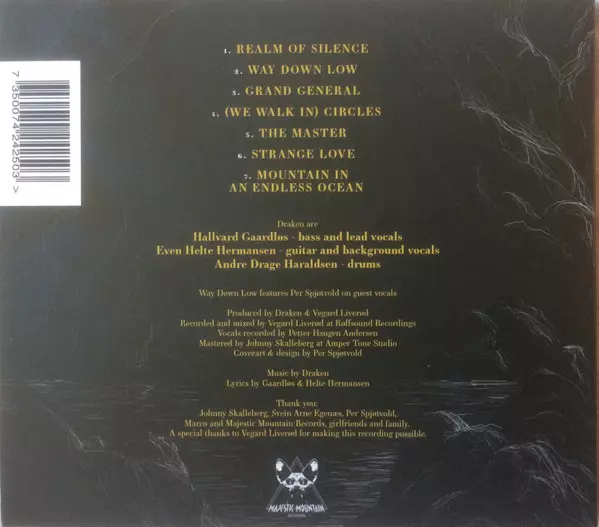 1. REALM OF SILENCE
2. WAY DOWN LOW
3. GRAND GENERAL
4. (WE WALK IN) CIRCLES
5. THE MASTER
6. STRANGE LOVE
7. MOUNTAIN IN
AN ENDLESS OCEAN
7 350074 242503 >
Draken are
Hallvard Gaardløs - bass and lead vocals
Even Helte Hermansen - guitar and background vocals
Andre Drage Haraldsen - drums
Way Down Low features Per Spjøtvold on guest vocals
Produced by Draken & Vegard Liverød
Recorded and mixed by Vegard Liverød at Røffsound Recordings
Vocals recorded by Petter Haugen Andersen
Mastered by Johnny Skalleberg at Amper Tone Studio
Coverart & design by Per Spjøtvold
Music by Draken
Lyrics by Gaardløs & Helte Hermansen
Thank you:
Johnny Skalleberg, Svein Arne Egenæs, Per Spjøtvold,
Marco and Majestic Mountain Records, girlfriends and family.
A special thanks to Vegard Liverød for making this recording possible.
MAJESTIC MOUNTAIN
RECORDS